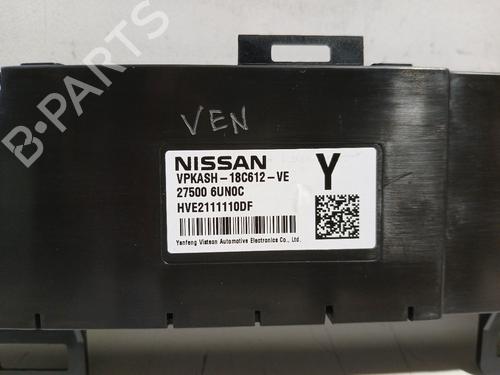 B-PARTS
VEN
NISSAN Y
VPKASH-18C612-VE
27500 6UN0C
HVE2111110DF
Yanfeng Visteon Automotive Electronics Co., Ltd.